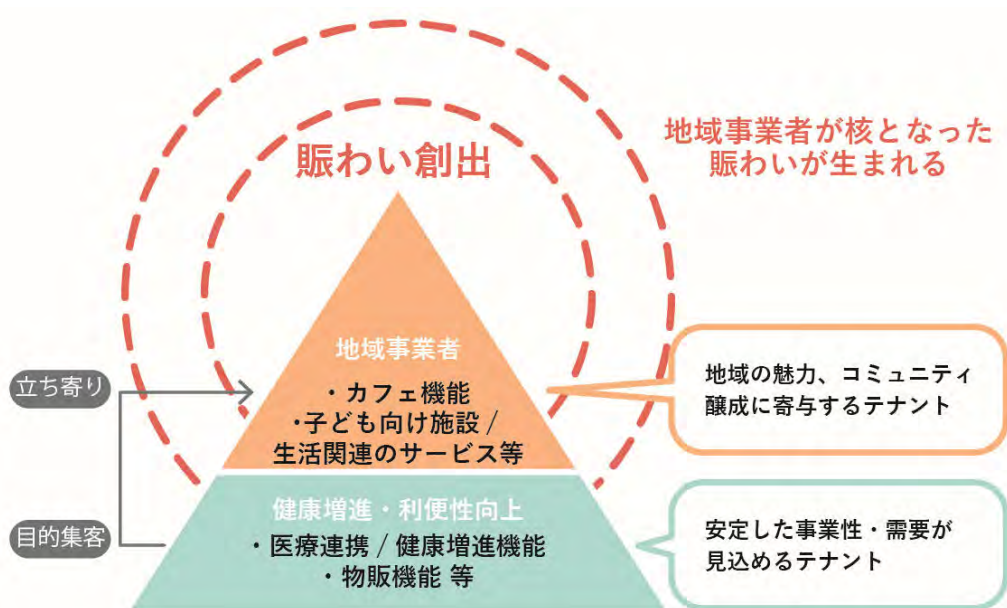 賑わい創出
地域事業者が核となった
賑わいが生まれる
地域事業者
・カフェ機能
・子ども向け施設 /
生活関連のサービス等
立ち寄り
地域の魅力、コミュニティ
醸成に寄与するテナント
健康増進・利便性向上
・医療連携 / 健康増進機能
・物販機能 等
目的集客
安定した事業性・需要が
見込めるテナント